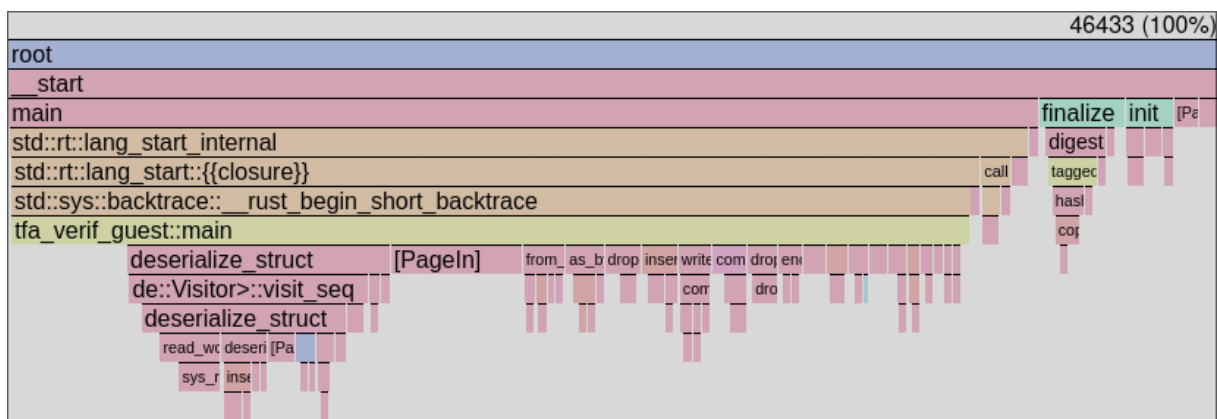 46433 (100%)
root
__start
main finalize init [Pa
std::rt::lang_start_internal digest
std::rt::lang_start::{{closure}} call tagged
std::sys::backtrace::__rust_begin_short_backtrace hasl
tfa_verif_guest::main cop
deserialize_struct [PageIn] from_ as_b drop inser write com drop enc
de::Visitor>::visit_seq com dro
deserialize_struct
read_wo deseri [Pa
sys_r inse